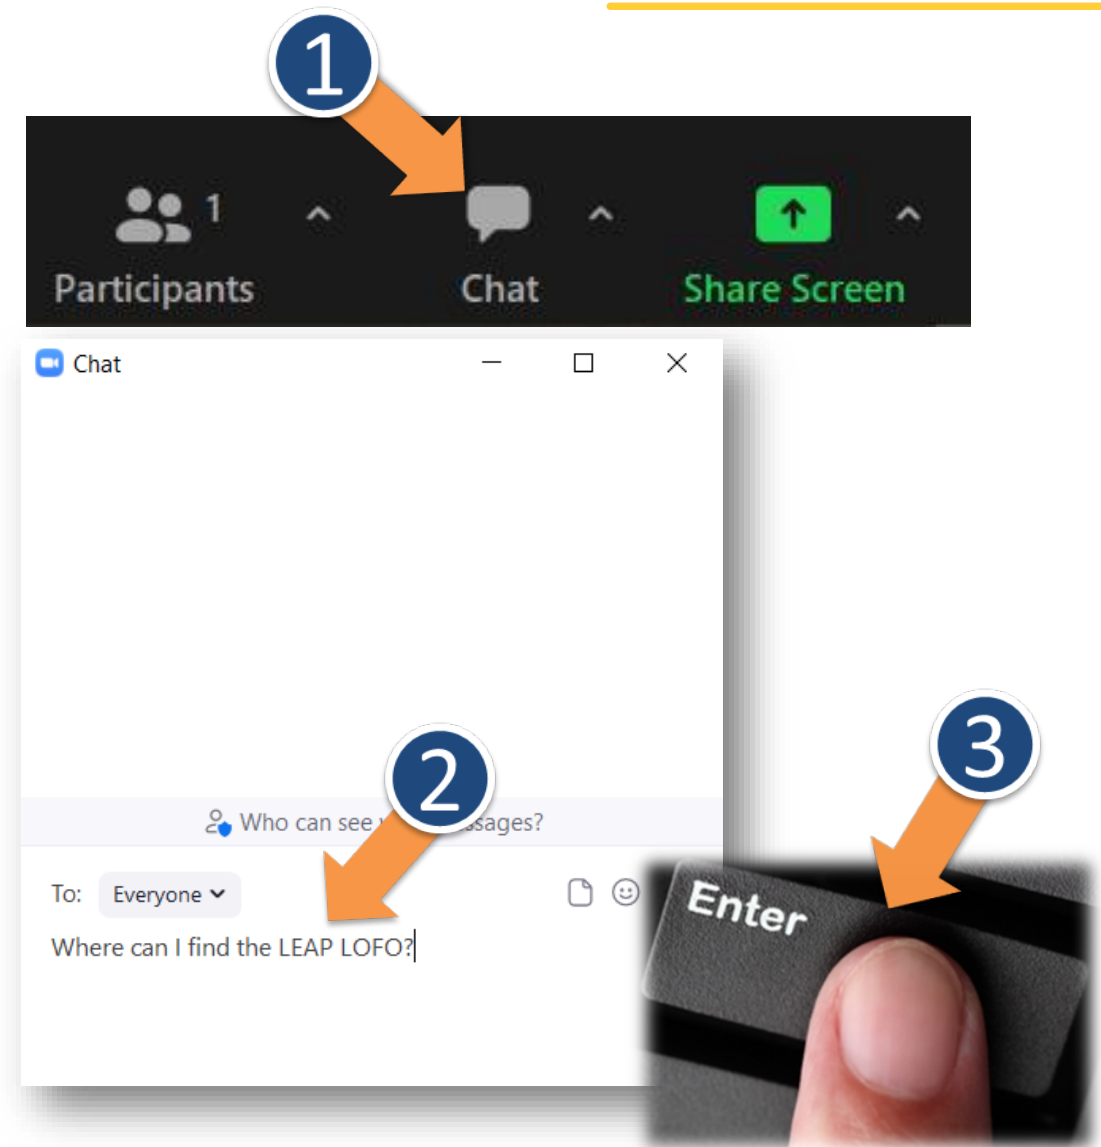 1
1
Participants
Chat
Share Screen
Chat
2
Who can see ssages?
To: Everyone
Where can I find the LEAP LOFO?
3
Enter